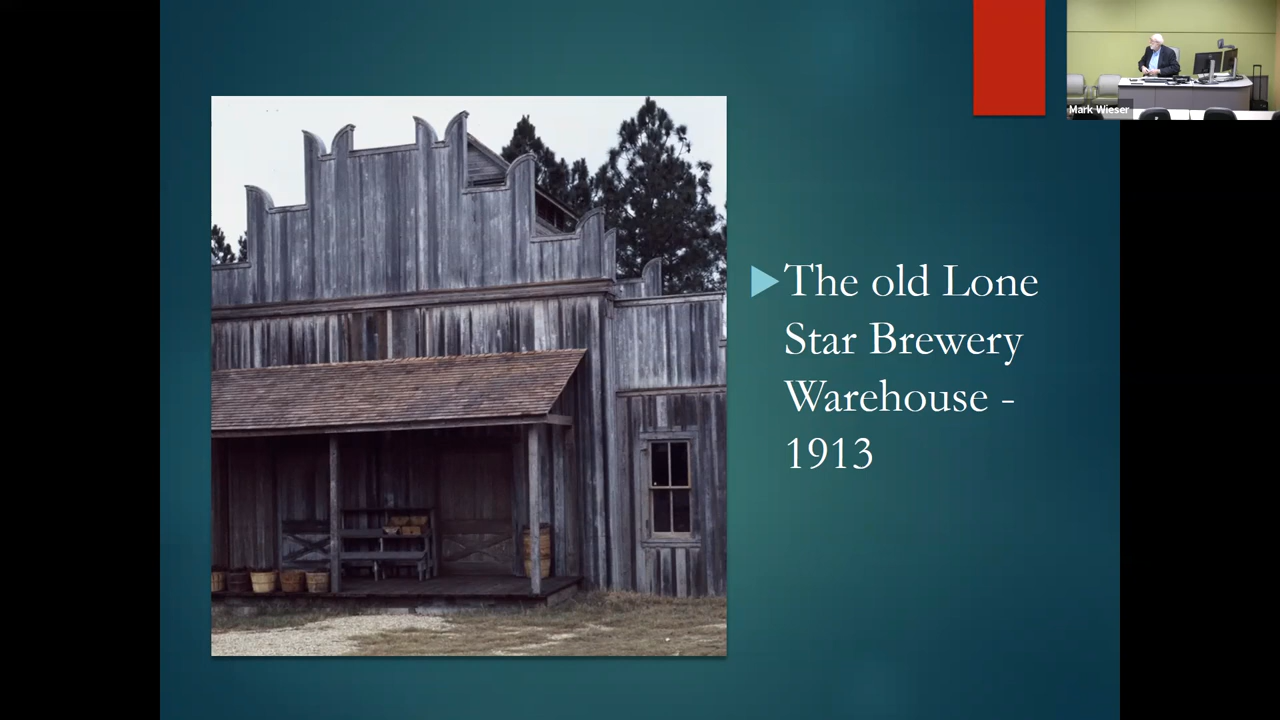 Mark Wieser
The old Lone
Star Brewery
Warehouse -
1913